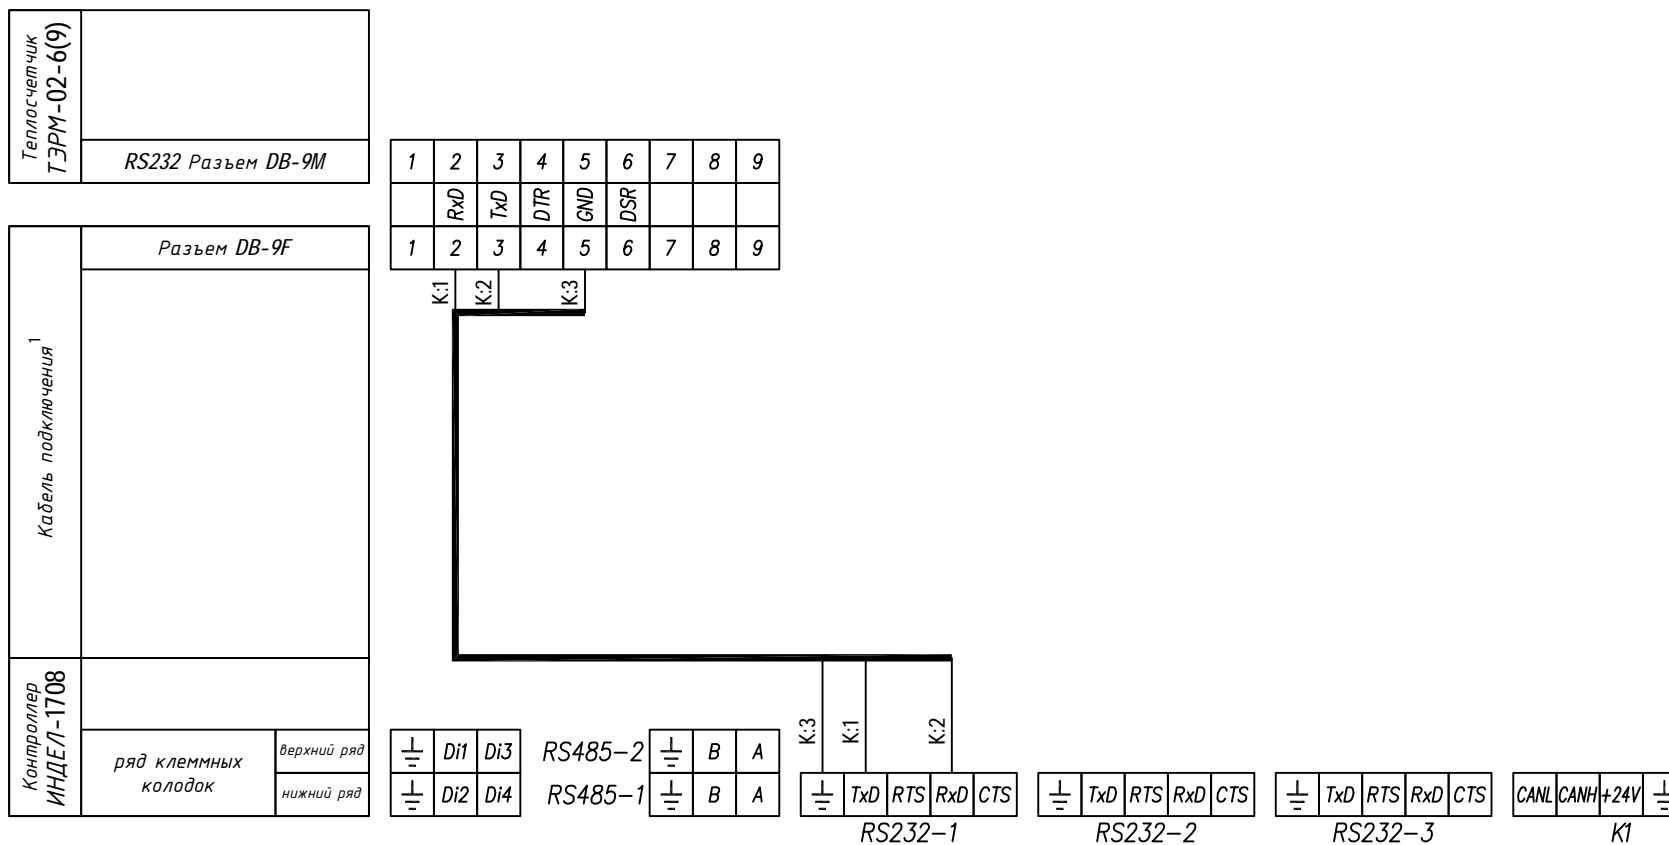 Теплосчетчик
ТЭРМ-02-6(9)
RS232 Разъем DB-9M
1 2 3 4 5 6 7 8 9
RxD TxD DTR GND DSR
Разъем DB-9F
1 2 3 4 5 6 7 8 9
K:1 K:2 K:3
Кабель подключения1
K:3 K:1 K:2
Контроллер
ИНДЕЛ-1708
ряд клеммных
колодок
верхний ряд
нижний ряд
Di1 Di3 RS485-2 B A
Di2 Di4 RS485-1 B A
TxD RTS RxD CTS
RS232-1
TxD RTS RxD CTS
RS232-2
TxD RTS RxD CTS
RS232-3
CANL CANH +24V
K1